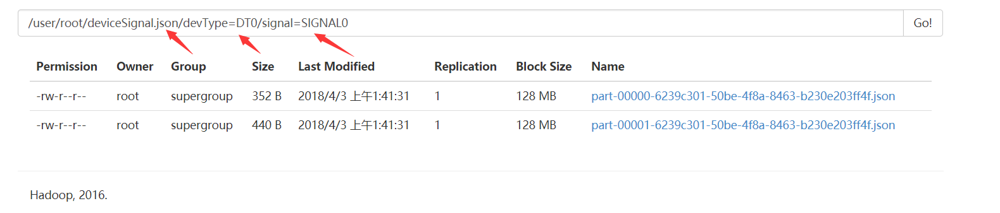 /user/root/deviceSignal.json/devType=DT0/signal=SIGNAL0 Go!
Permission Owner Group Size Last Modified Replication Block Size Name
-rw-r--r-- root supergroup 352 B 2018/4/3 上午1:41:31 1 128 MB part-00000-6239c301-50be-4f8a-8463-b230e203ff4f.json
-rw-r--r-- root supergroup 440 B 2018/4/3 上午1:41:31 1 128 MB part-00001-6239c301-50be-4f8a-8463-b230e203ff4f.json
Hadoop, 2016.